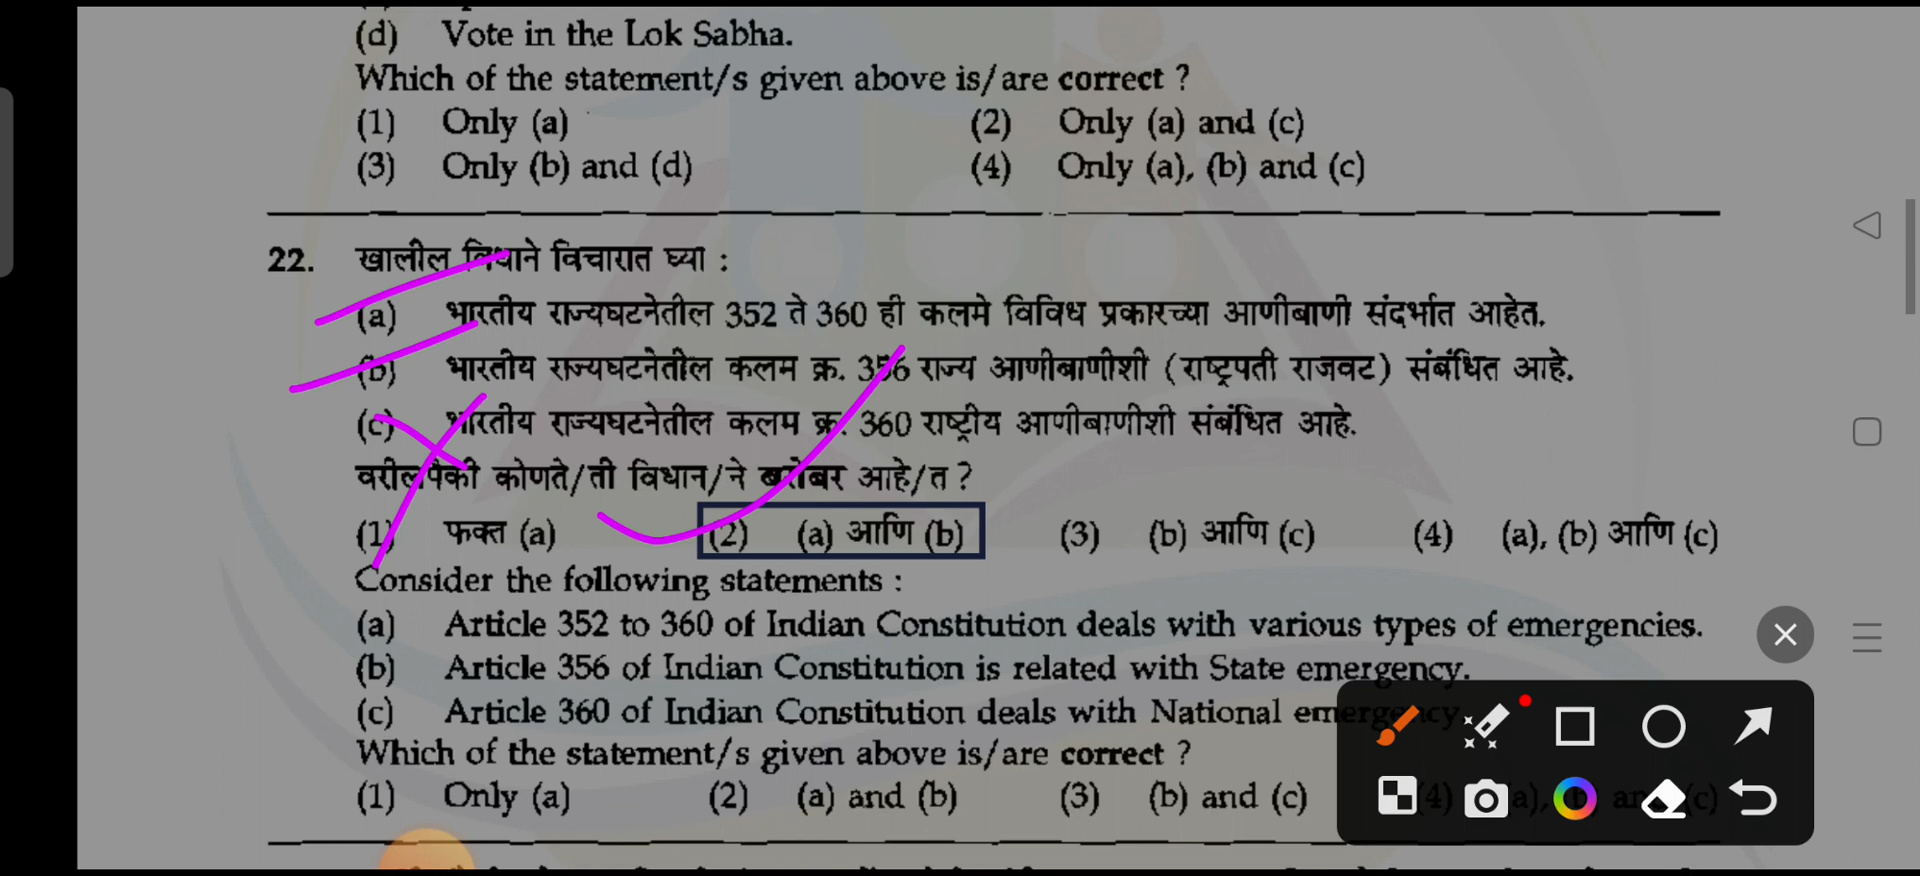 (d) Vote in the Lok Sabha.
Which of the statement/s given above is/are correct ?
(1) Only (a) (2) Only (a) and (c)
(3) Only (b) and (d) (4) Only (a), (b) and (c)
22. खालील विधाने विचारात घ्या :
(a) भारतीय राज्यघटनेतील 352 ते 360 ही कलमे विविध प्रकारच्या आणीबाणी संदर्भात आहेत.
(b) भारतीय राज्यघटनेतील कलम क्र. 356 राज्य आणीबाणीशी (राष्ट्रपती राजवट) संबंधित आहे.
(c) भारतीय राज्यघटनेतील कलम क्र. 360 राष्ट्रीय आणीबाणीशी संबंधित आहे.
वरीलपैकी कोणते/ती विधान/ने बरोबर आहे/त ?
(1) फक्त (a) (2) (a) आणि (b) (3) (b) आणि (c) (4) (a), (b) आणि (c)
Consider the following statements :
(a) Article 352 to 360 of Indian Constitution deals with various types of emergencies.
(b) Article 356 of Indian Constitution is related with State emergency.
(c) Article 360 of Indian Constitution deals with National emergency.
Which of the statement/s given above is/are correct ?
(1) Only (a) (2) (a) and (b) (3) (b) and (c) (4) (a), (b) and (c)